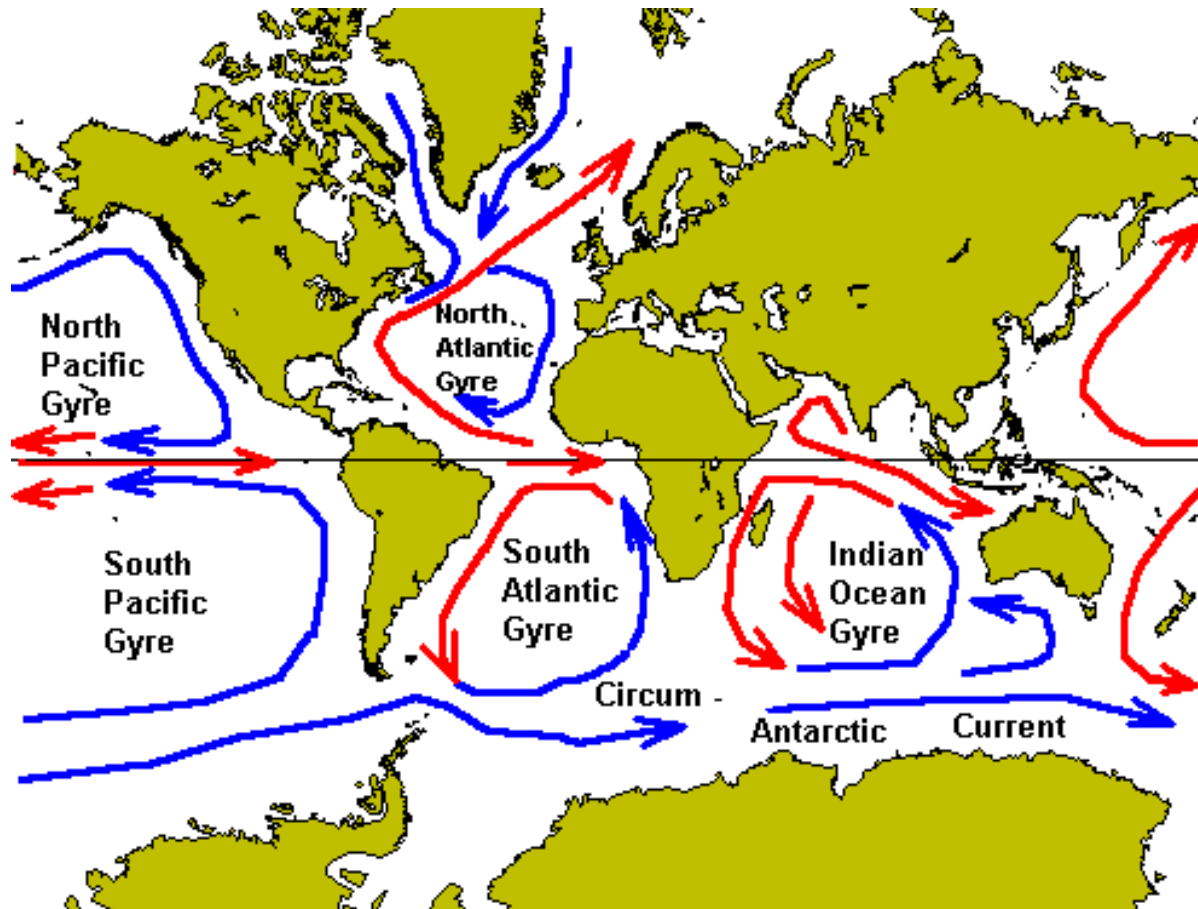 North
Pacific
Gyre
North..
Atlantic
Gyre
South
Pacific
Gyre
South
Atlantic
Gyre
Indian
Ocean
Gyre
Circum -
Antarctic Current